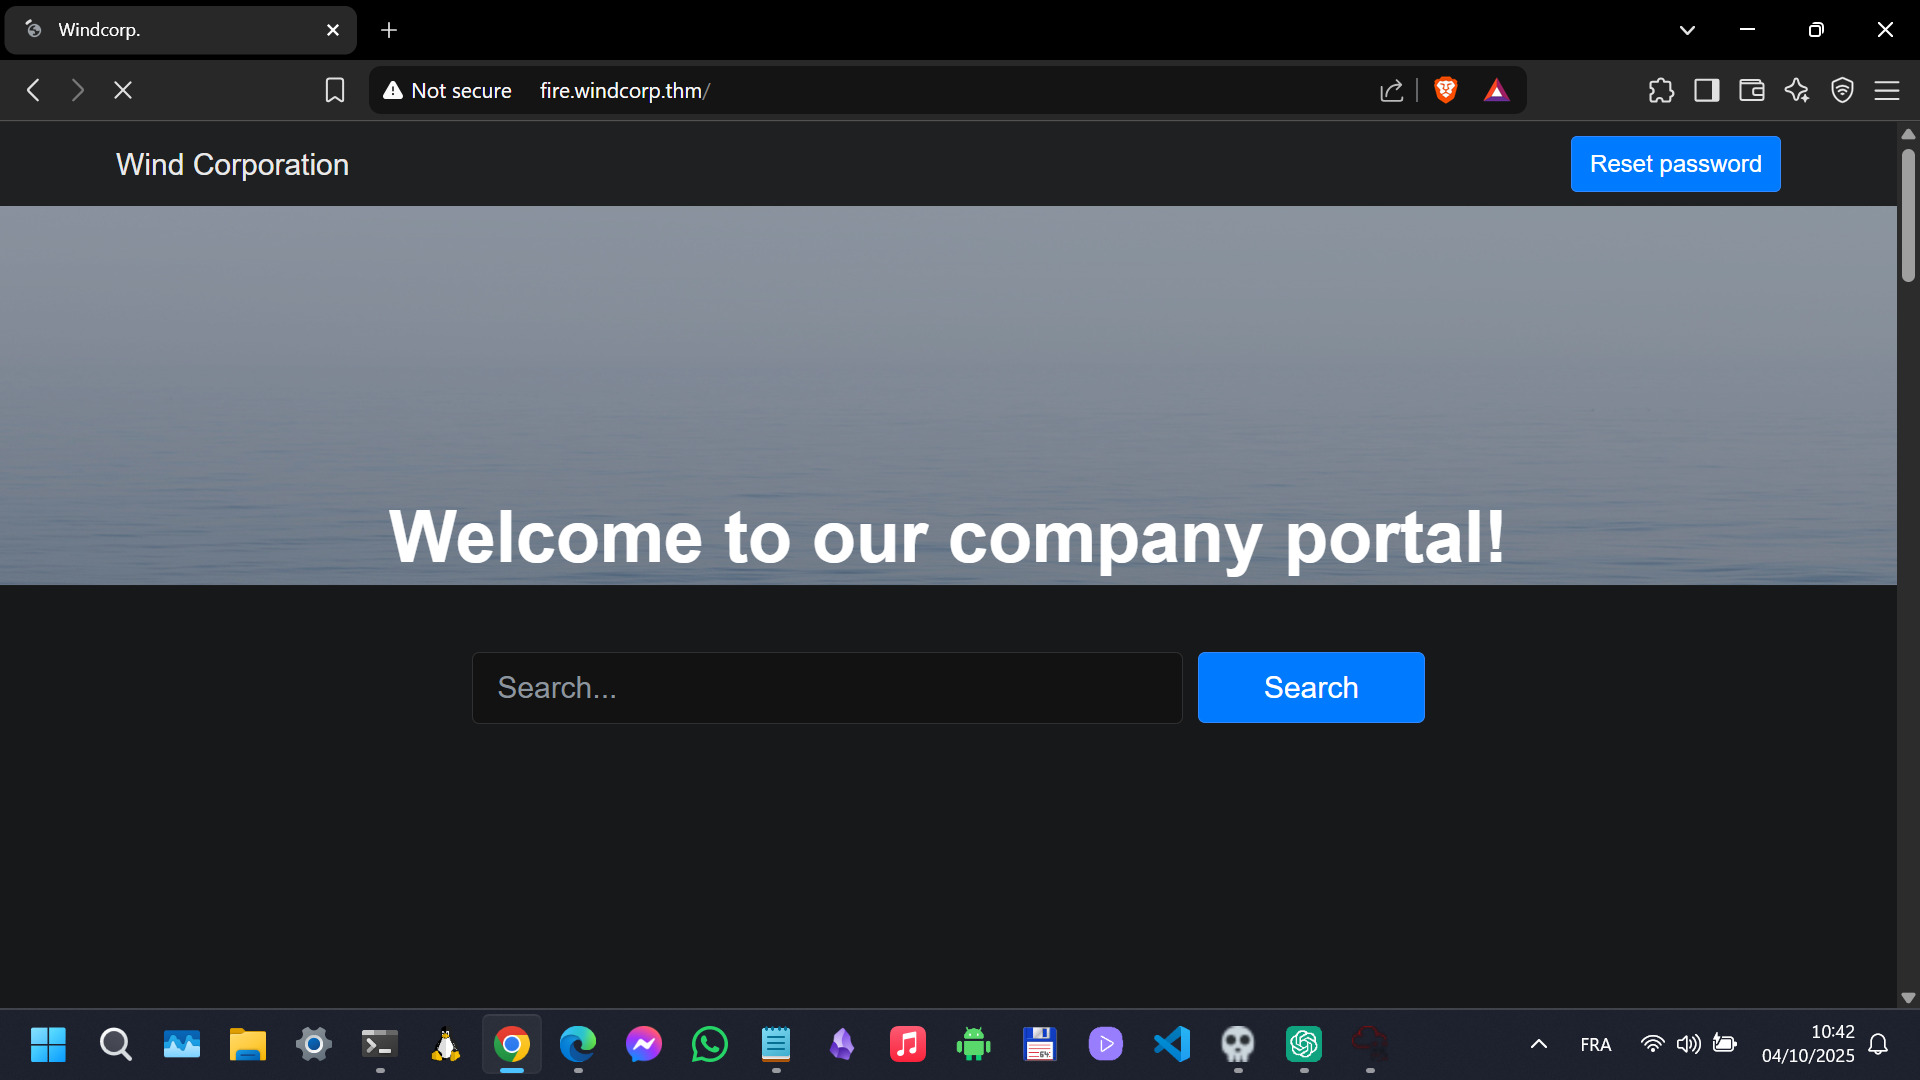 Windcorp.
Not secure fire.windcorp.thm/
Wind Corporation
Reset password
Welcome to our company portal!
Search...
Search
64
FRA
10:42
04/10/2025